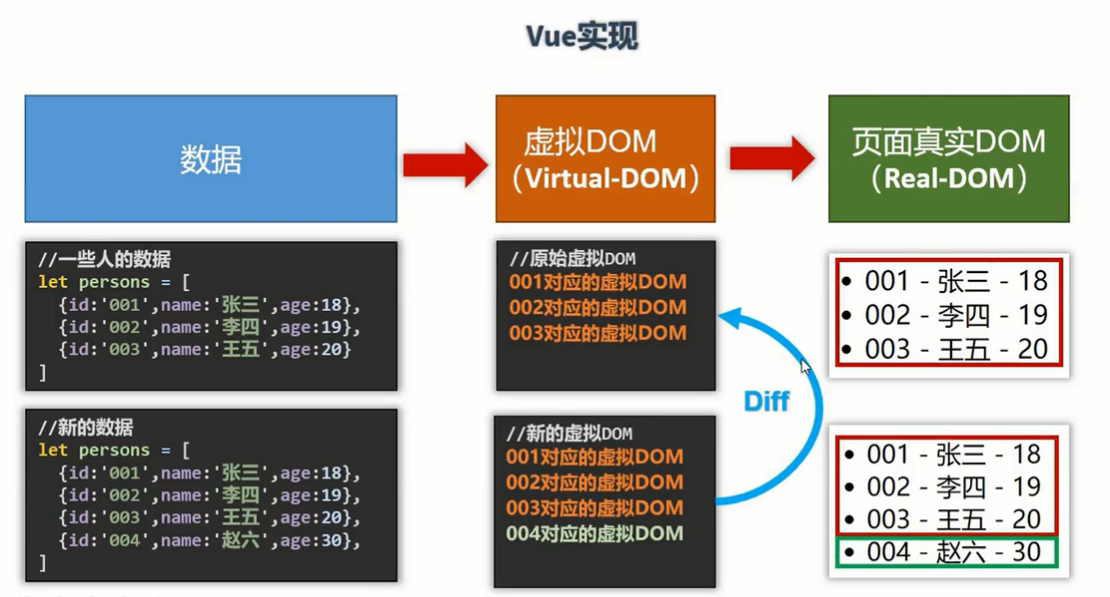 Vue实现
数据
虚拟DOM
（Virtual-DOM）
页面真实DOM
（Real-DOM）
//一些人的数据
let persons = [
{id:'001',name:'张三',age:18},
{id:'002',name:'李四',age:19},
{id:'003',name:'王五',age:20}
]
//原始虚拟DOM
001对应的虚拟DOM
002对应的虚拟DOM
003对应的虚拟DOM
• 001 - 张三 - 18
• 002 - 李四 - 19
• 003 - 王五 - 20
Diff
//新的数据
let persons = [
{id:'001',name:'张三',age:18},
{id:'002',name:'李四',age:19},
{id:'003',name:'王五',age:20},
{id:'004',name:'赵六',age:30},
]
//新的虚拟DOM
001对应的虚拟DOM
002对应的虚拟DOM
003对应的虚拟DOM
004对应的虚拟DOM
• 001 - 张三 - 18
• 002 - 李四 - 19
• 003 - 王五 - 20
• 004 - 赵六 - 30